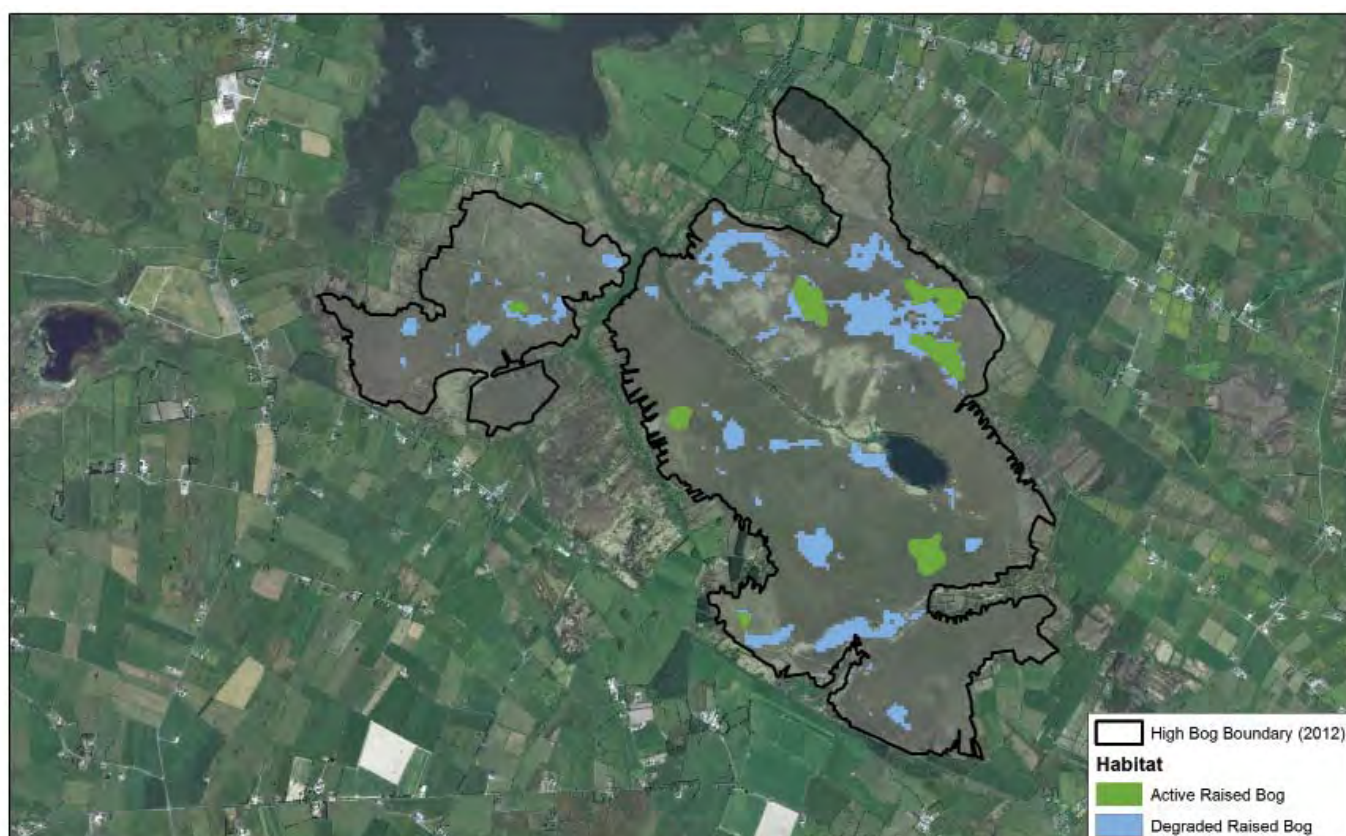 High Bog Boundary (2012)
Habitat
Active Raised Bog
Degraded Raised Bog